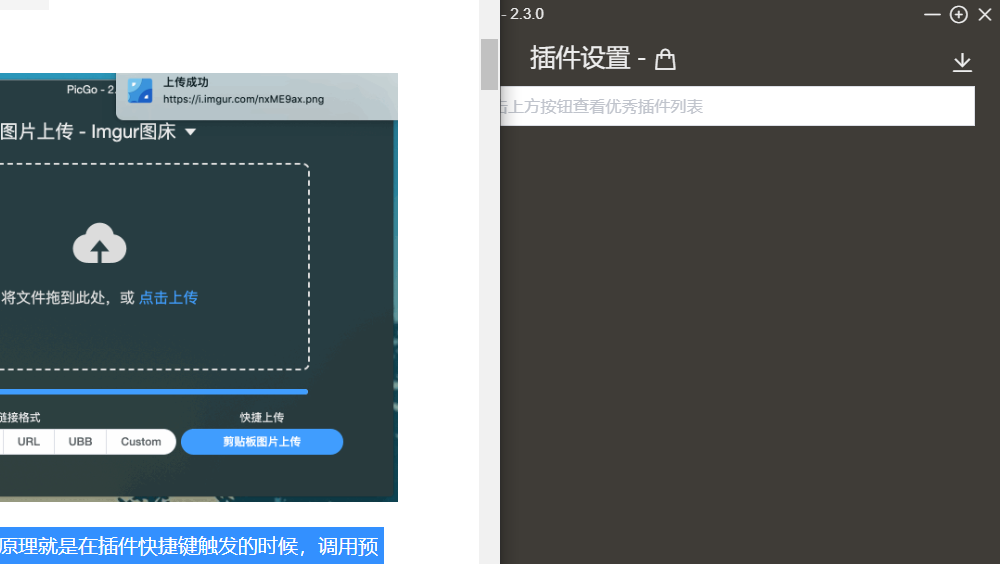 PicGo - 2.
上传成功
https://i.imgur.com/nxME9ax.png
图片上传 - Imgur图床
将文件拖到此处，或 点击上传
链接格式
快捷上传
URL
UBB
Custom
剪贴板图片上传
原理就是在插件快捷键触发的时候，调用预
- 2.3.0
插件设置 -
击上方按钮查看优秀插件列表